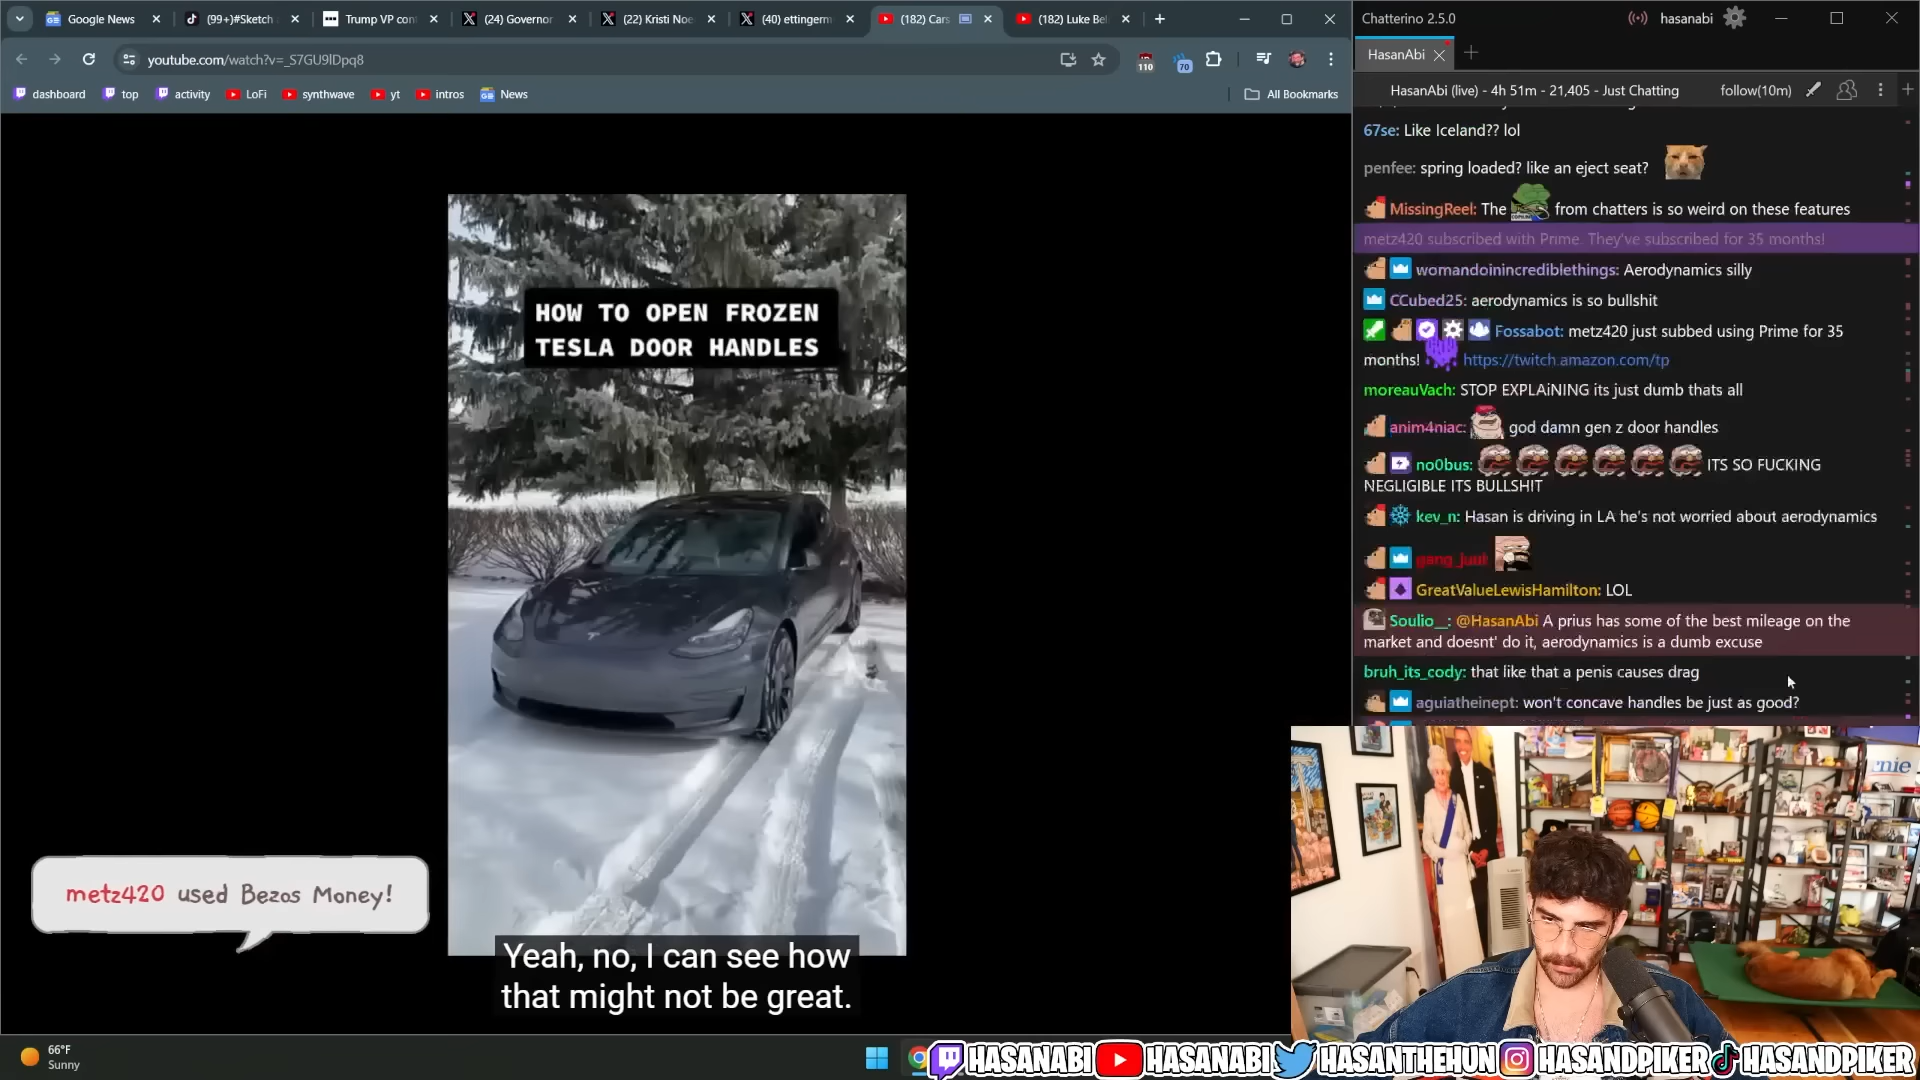 Google News
(99+)#Sketch
Trump VP con
(24) Governor
(22) Kristi Noe
(40) ettingerm
(182) Cars
(182) Luke Bel
youtube.com/watch?v=_S7GU9lDpq8
110
70
dashboard
top
activity
LoFi
synthwave
yt
intros
News
All Bookmarks
HOW TO OPEN FROZEN
TESLA DOOR HANDLES
Yeah, no, I can see how
that might not be great.
metz420 used Bezos Money!
66°F
Sunny
Chatterino 2.5.0
hasanabi
HasanAbi
HasanAbi (live) - 4h 51m - 21,405 - Just Chatting
follow(10m)
67se: Like Iceland?? lol
penfee: spring loaded? like an eject seat?
MissingReel: The from chatters is so weird on these features
metz420 subscribed with Prime. They've subscribed for 35 months!
womandoinincrediblethings: Aerodynamics silly
CCubed25: aerodynamics is so bullshit
Fossabot: metz420 just subbed using Prime for 35
months! https://twitch.amazon.com/tp
moreauVach: STOP EXPLAiNING its just dumb thats all
anim4niac: god damn gen z door handles
no0bus: ITS SO FUCKING
NEGLIGIBLE ITS BULLSHIT
kev_n: Hasan is driving in LA he's not worried about aerodynamics
gang_juul:
GreatValueLewisHamilton: LOL
Soulio__: @HasanAbi A prius has some of the best mileage on the
market and doesnt' do it, aerodynamics is a dumb excuse
bruh_its_cody: that like that a penis causes drag
aguiatheinept: won't concave handles be just as good?
rnie
HASANABI
HASANABI
HASANTHEHUN
HASANDPIKER
HASANDPIKER